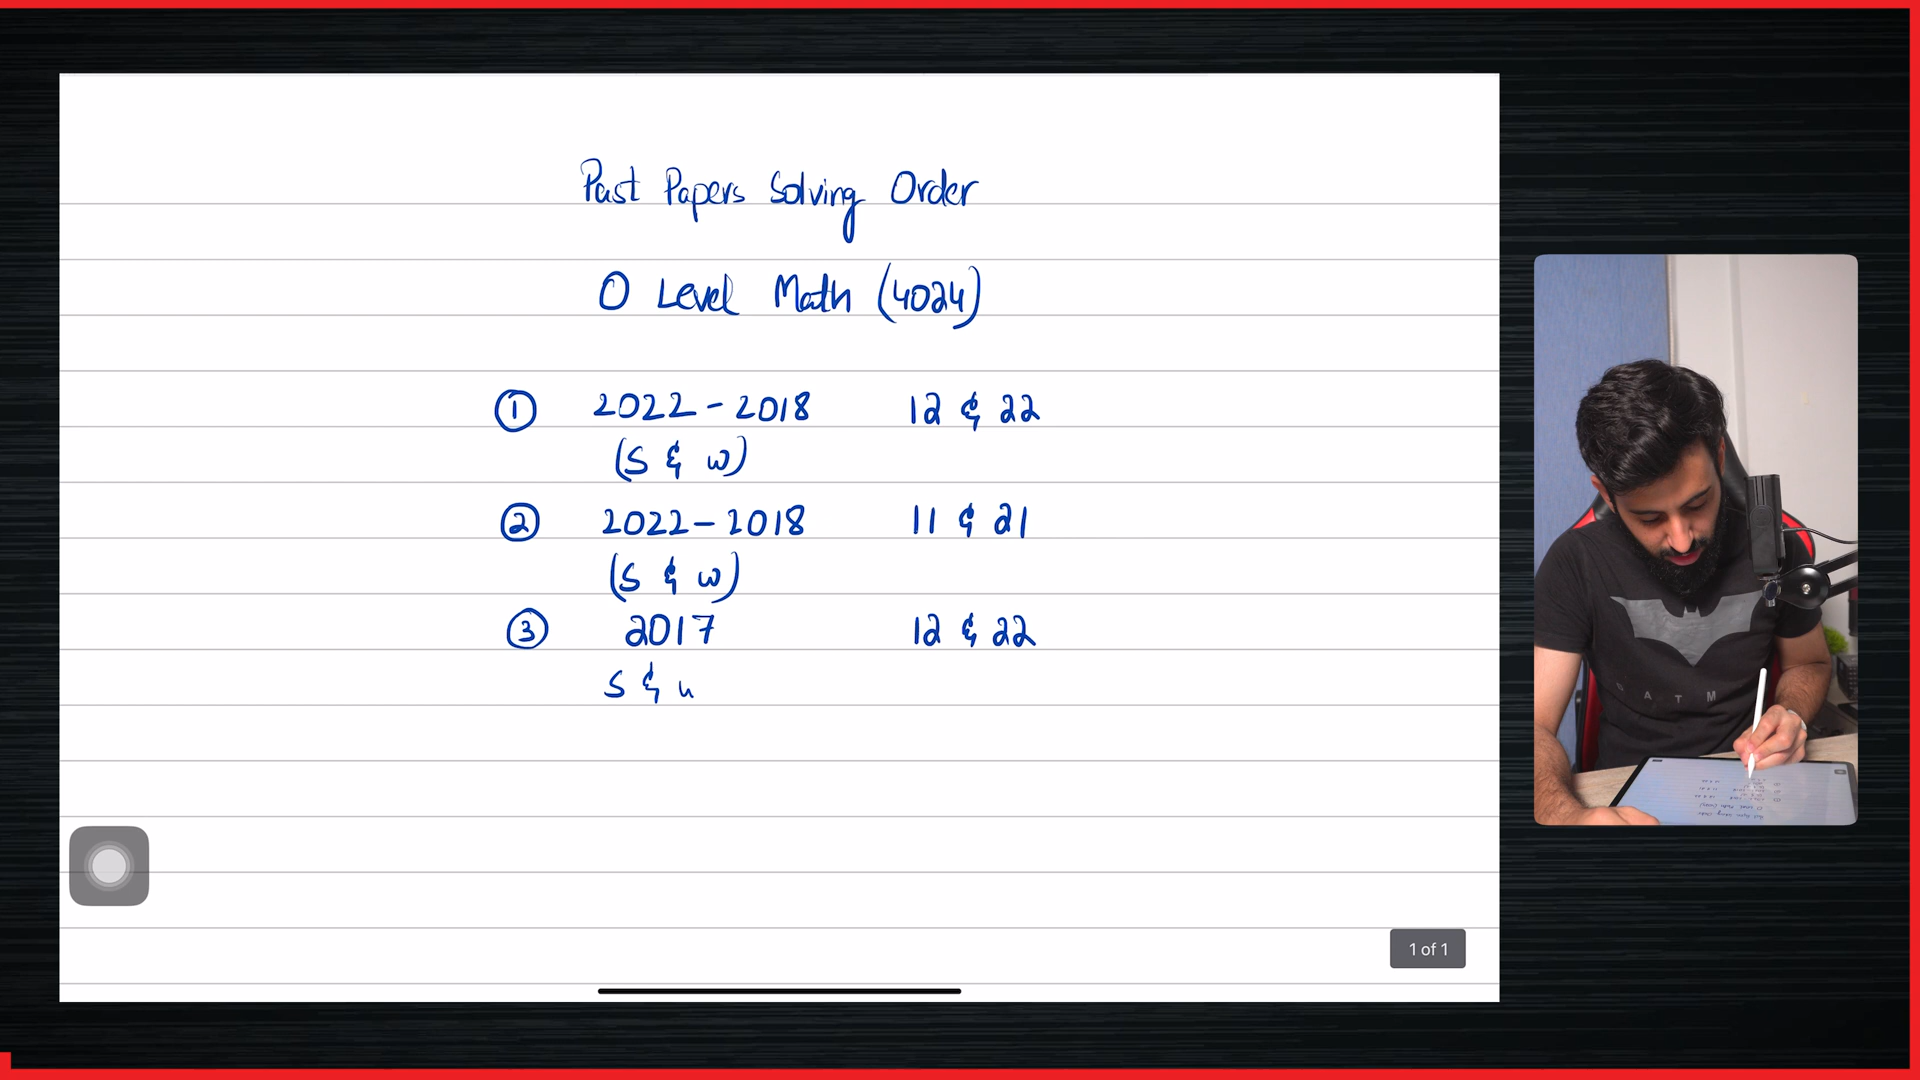 Past Papers Solving Order
O Level Math (4024)
① 2022 - 2018 12 & 22
(S & W)
② 2022 - 2018 11 & 21
(S & W)
③ 2017 12 & 22
S &
BATM
1 of 1